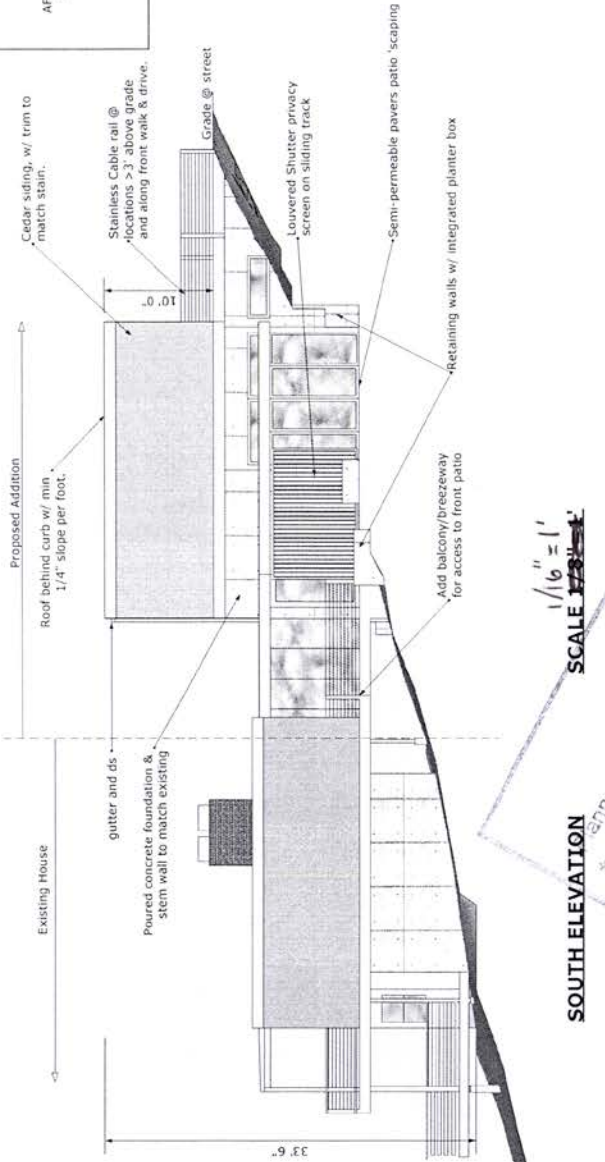 Existing House
Proposed Addition
gutter and ds
Roof behind curb w/ min
1/4" slope per foot.
Cedar siding, w/ trim to
match stain.
Stainless Cable rail @
locations >3' above grade
and along front walk & drive.
Poured concrete foundation &
stem wall to match existing
10' 0"
Grade @ street
33' 6"
Louvered Shutter privacy
screen on sliding track
Semi-permeable pavers patio 'scaping
Add balcony/breezeway
for access to front patio
Retaining walls w/ integrated planter box
1/16" = 1'
SOUTH ELEVATION
SCALE 1/8"=1'